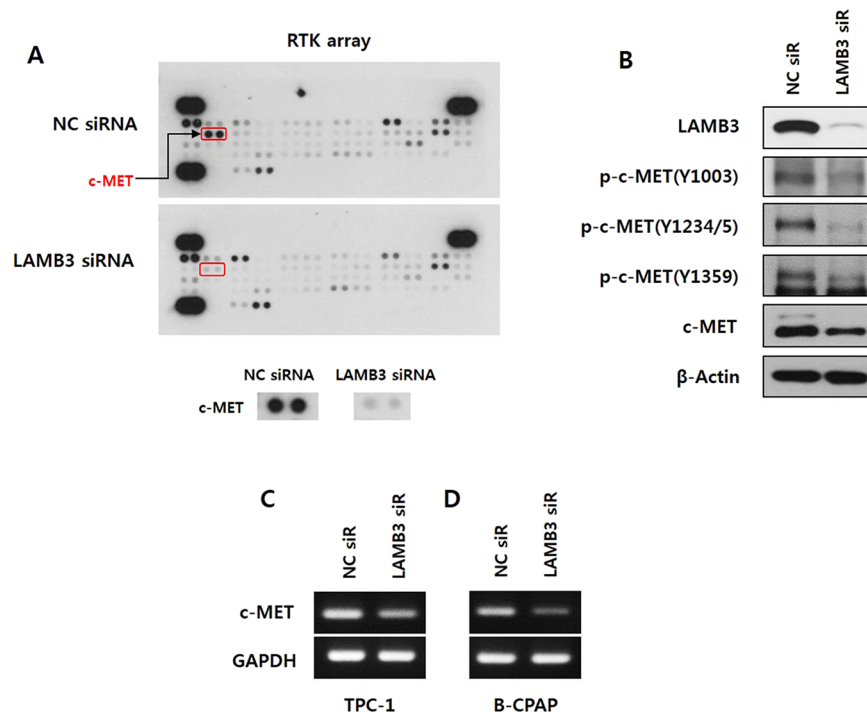 A
RTK array
NC siRNA
c-MET
LAMB3 siRNA
NC siRNA LAMB3 siRNA
c-MET
B
NC siR LAMB3 siR
LAMB3
p-c-MET(Y1003)
p-c-MET(Y1234/5)
p-c-MET(Y1359)
c-MET
β-Actin
C
NC siR LAMB3 siR
D
NC siR LAMB3 siR
c-MET
GAPDH
TPC-1 B-CPAP